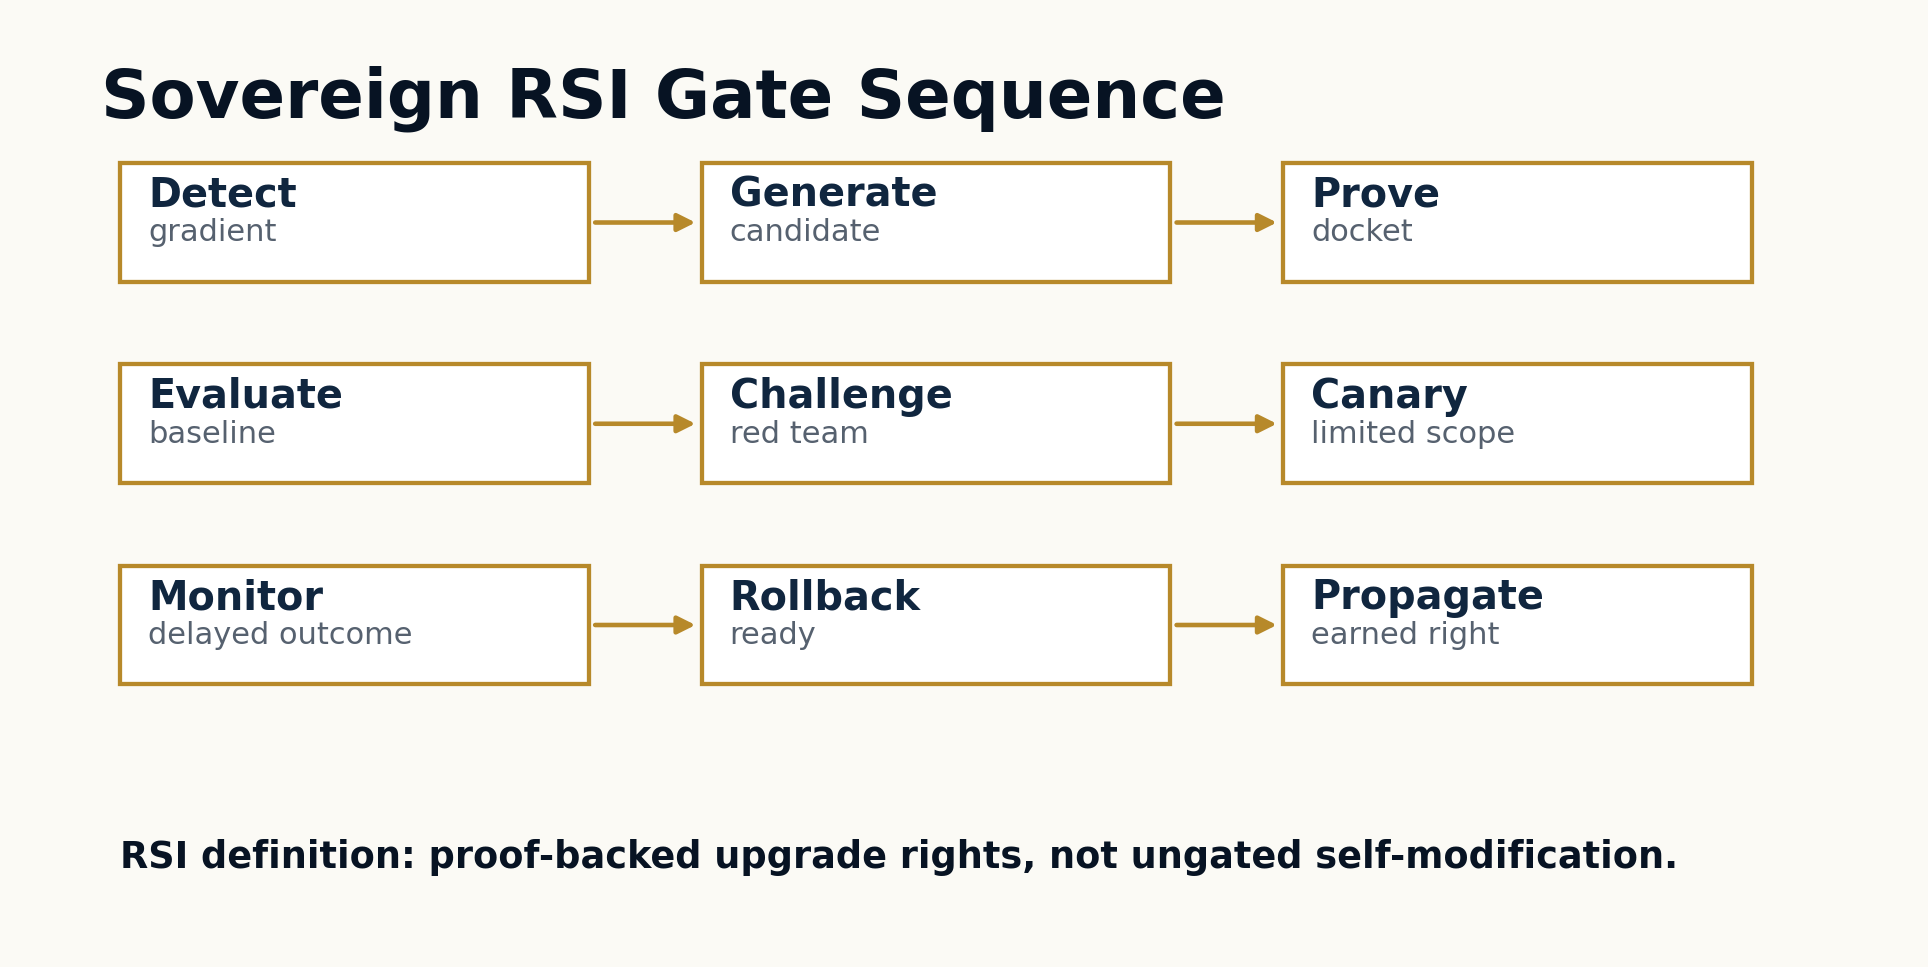 Sovereign RSI Gate Sequence
Detect
gradient
Generate
candidate
Prove
docket
Evaluate
baseline
Challenge
red team
Canary
limited scope
Monitor
delayed outcome
Rollback
ready
Propagate
earned right
RSI definition: proof-backed upgrade rights, not ungated self-modification.